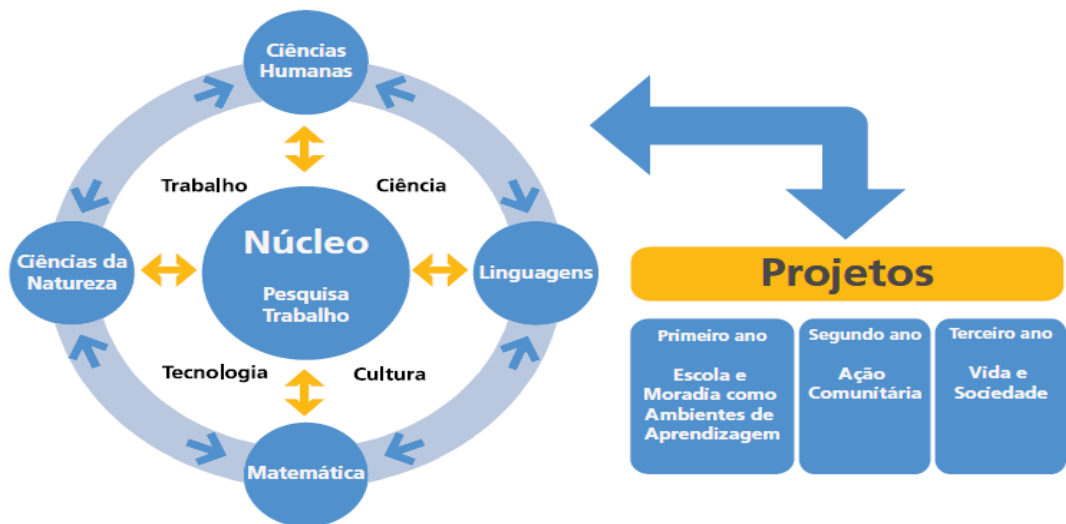 Ciências
Humanas
Trabalho
Ciência
Núcleo
Pesquisa
Trabalho
Ciências da
Natureza
Linguagens
Tecnologia
Cultura
Matemática
Projetos
Primeiro ano
Escola e
Moradia como
Ambientes de
Aprendizagem
Segundo ano
Ação
Comunitária
Terceiro ano
Vida e
Sociedade